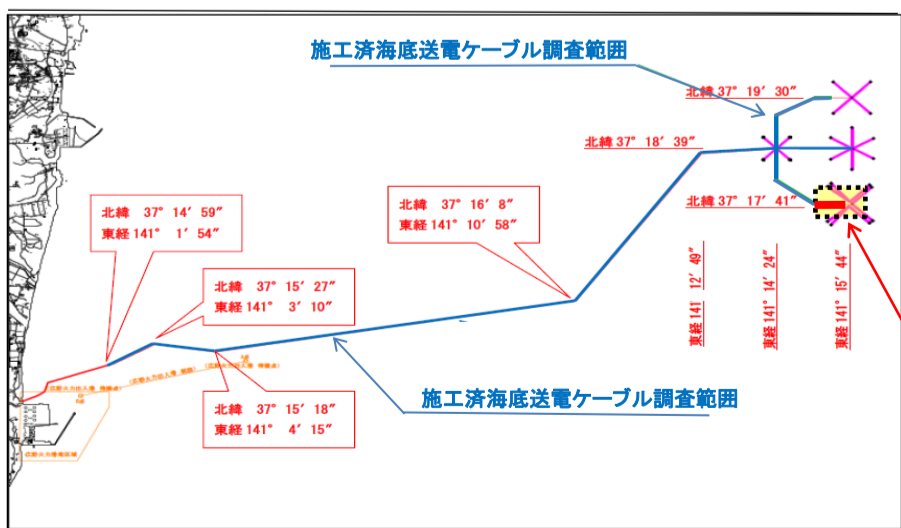 施工済海底送電ケーブル調査範囲
北緯 37° 19′ 30″
北緯 37° 18′ 39″
北緯 37° 17′ 41″
北緯 37° 14′ 59″
東経 141° 1′ 54″
北緯 37° 16′ 8″
東経 141° 10′ 58″
北緯 37° 15′ 27″
東経 141° 3′ 10″
東経 141 12′ 49″
東経 141° 14′ 24″
東経 141° 15′ 44″
施工済海底送電ケーブル調査範囲
北緯 37° 15′ 18″
東経 141° 4′ 15″